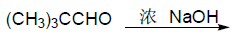 (CH₃)₃CCHO 浓 NaOH